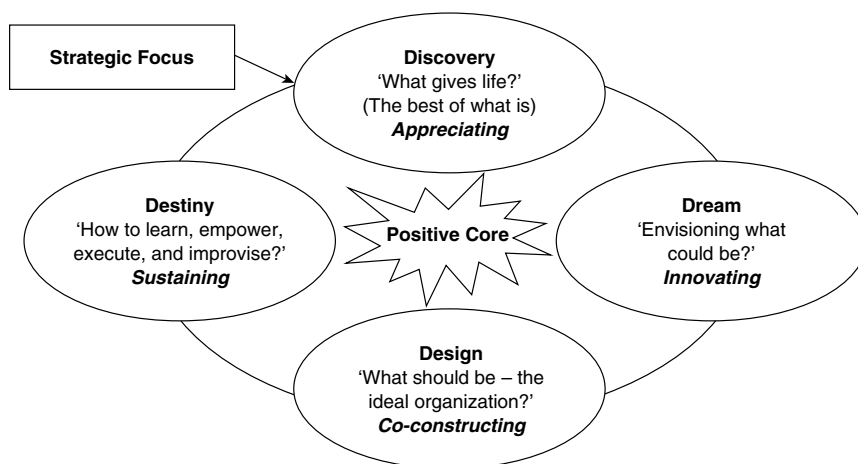 Strategic Focus
Discovery
‘What gives life?’
(The best of what is)
Appreciating
Destiny
‘How to learn, empower,
execute, and improvise?’
Sustaining
Positive Core
Dream
‘Envisioning what
could be?’
Innovating
Design
‘What should be – the
ideal organization?’
Co-constructing